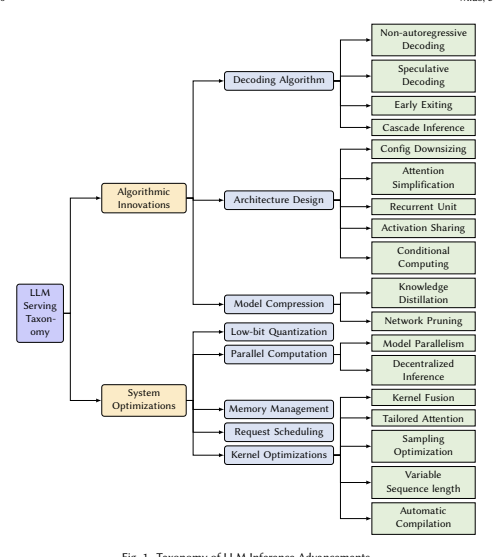 Non-autoregressive
Decoding
Speculative
Decoding
Early Exiting
Cascade Inference
Decoding Algorithm
Config Downsizing
Attention
Simplification
Recurrent Unit
Activation Sharing
Conditional
Computing
Architecture Design
Algorithmic
Innovations
Knowledge
Distillation
Network Pruning
Model Compression
LLM
Serving
Taxon-
omy
Low-bit Quantization
Parallel Computation
Model Parallelism
Decentralized
Inference
System
Optimizations
Memory Management
Request Scheduling
Kernel Optimizations
Kernel Fusion
Tailored Attention
Sampling
Optimization
Variable
Sequence length
Automatic
Compilation
Fig. 1. Taxonomy of LLM Inference Advancements